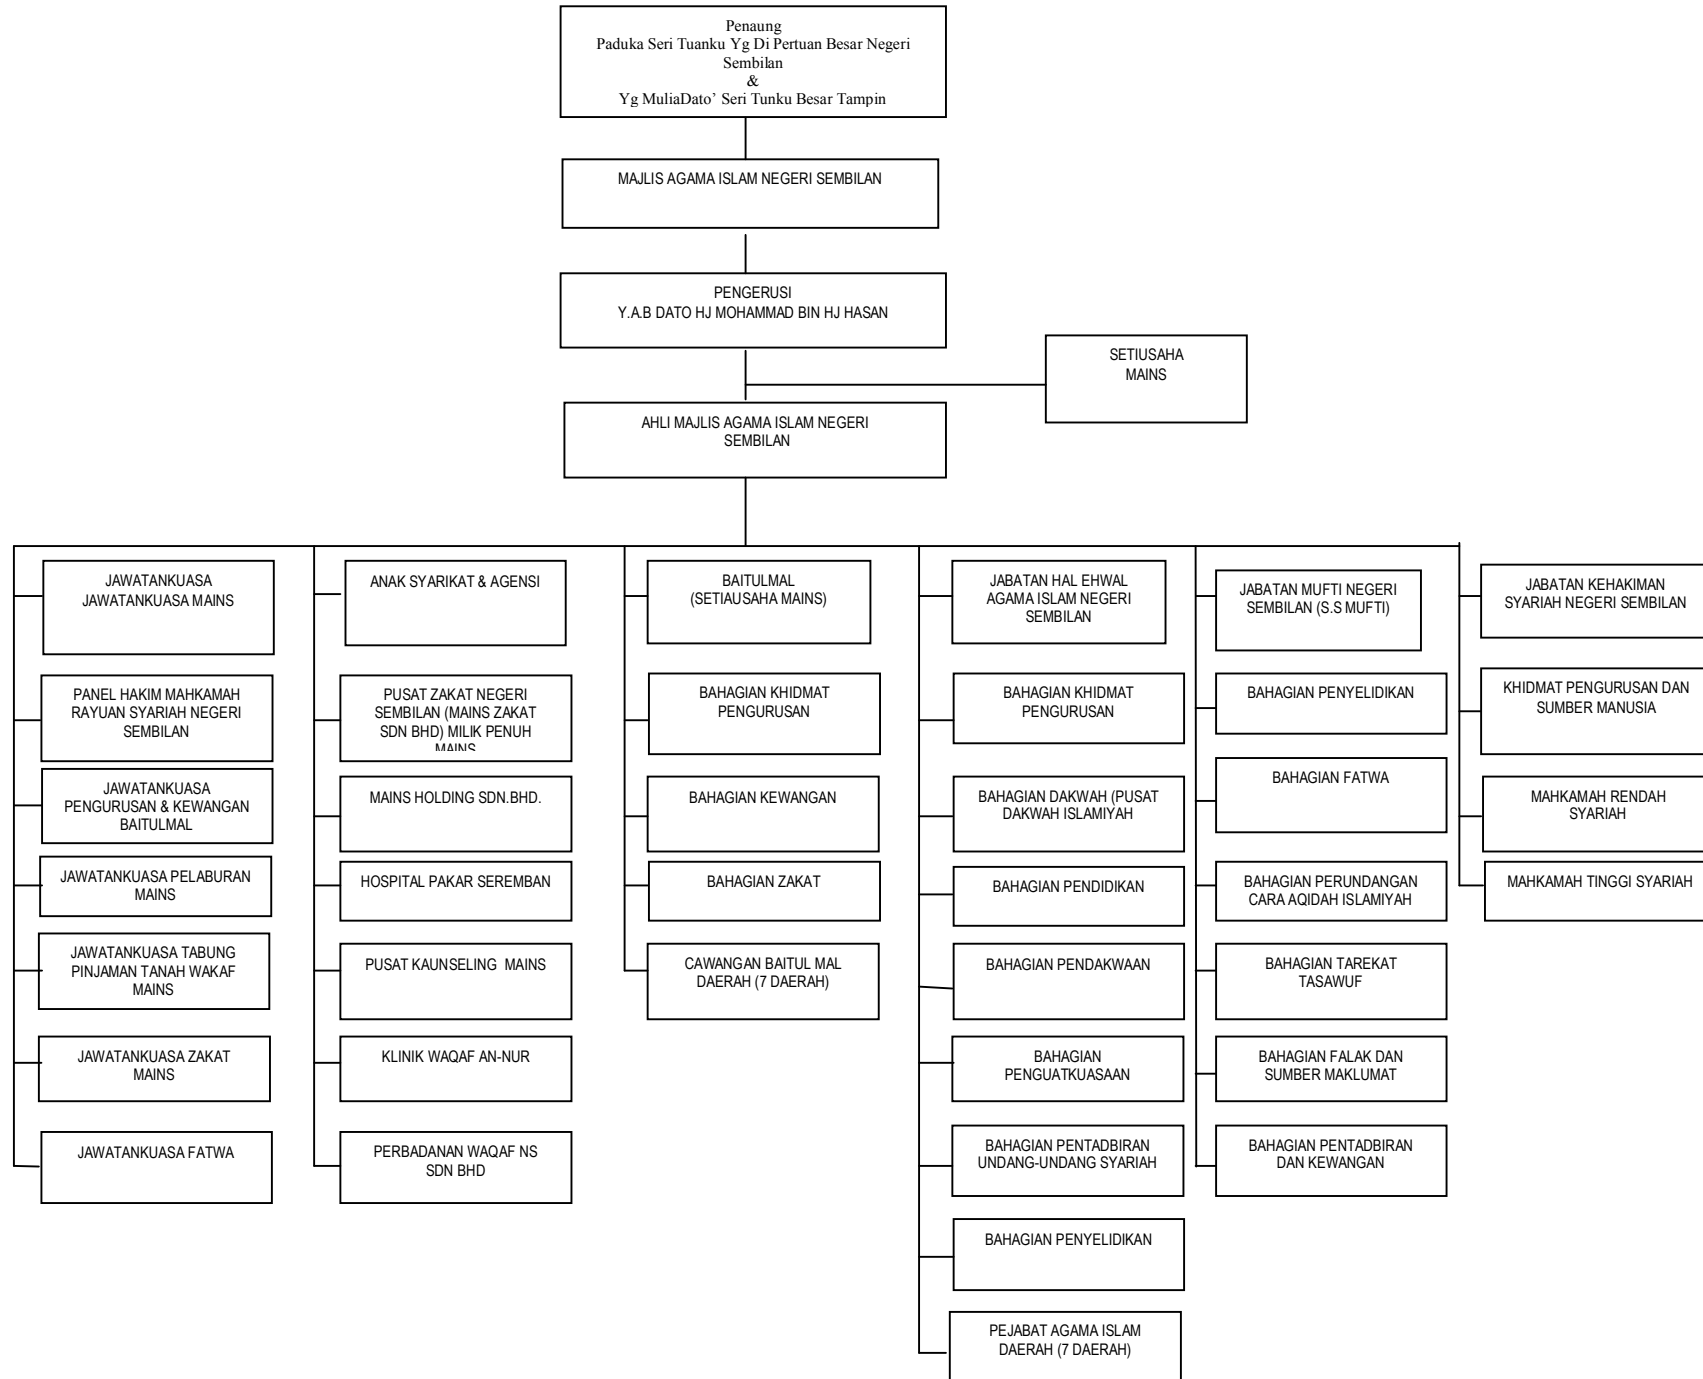 Penaung
Paduka Seri Tuanku Yg Di Pertuan Besar Negeri
Sembilan
&
Yg MuliaDato’ Seri Tunku Besar Tampin
MAJLIS AGAMA ISLAM NEGERI SEMBILAN
PENGERUSI
Y.A.B DATO HJ MOHAMMAD BIN HJ HASAN
SETIUSAHA
MAINS
AHLI MAJLIS AGAMA ISLAM NEGERI
SEMBILAN
JAWATANKUASA
JAWATANKUASA MAINS
PANEL HAKIM MAHKAMAH
RAYUAN SYARIAH NEGERI
SEMBILAN
JAWATANKUASA
PENGURUSAN & KEWANGAN
BAITULMAL
JAWATANKUASA PELABURAN
MAINS
JAWATANKUASA TABUNG
PINJAMAN TANAH WAKAF
MAINS
JAWATANKUASA ZAKAT
MAINS
JAWATANKUASA FATWA
ANAK SYARIKAT & AGENSI
PUSAT ZAKAT NEGERI
SEMBILAN (MAINS ZAKAT
SDN BHD) MILIK PENUH
MAINS
MAINS HOLDING SDN.BHD.
HOSPITAL PAKAR SEREMBAN
PUSAT KAUNSELING MAINS
KLINIK WAQAF AN-NUR
PERBADANAN WAQAF NS
SDN BHD
BAITULMAL
(SETIAUSAHA MAINS)
BAHAGIAN KHIDMAT
PENGURUSAN
BAHAGIAN KEWANGAN
BAHAGIAN ZAKAT
CAWANGAN BAITUL MAL
DAERAH (7 DAERAH)
JABATAN HAL EHWAL
AGAMA ISLAM NEGERI
SEMBILAN
BAHAGIAN KHIDMAT
PENGURUSAN
BAHAGIAN DAKWAH (PUSAT
DAKWAH ISLAMIYAH
BAHAGIAN PENDIDIKAN
BAHAGIAN PENDAKWAAN
BAHAGIAN
PENGUATKUASAAN
BAHAGIAN PENTADBIRAN
UNDANG-UNDANG SYARIAH
BAHAGIAN PENYELIDIKAN
PEJABAT AGAMA ISLAM
DAERAH (7 DAERAH)
JABATAN MUFTI NEGERI
SEMBILAN (S.S MUFTI)
BAHAGIAN PENYELIDIKAN
BAHAGIAN FATWA
BAHAGIAN PERUNDANGAN
CARA AQIDAH ISLAMIYAH
BAHAGIAN TAREKAT
TASAWUF
BAHAGIAN FALAK DAN
SUMBER MAKLUMAT
BAHAGIAN PENTADBIRAN
DAN KEWANGAN
JABATAN KEHAKIMAN
SYARIAH NEGERI SEMBILAN
KHIDMAT PENGURUSAN DAN
SUMBER MANUSIA
MAHKAMAH RENDAH
SYARIAH
MAHKAMAH TINGGI SYARIAH